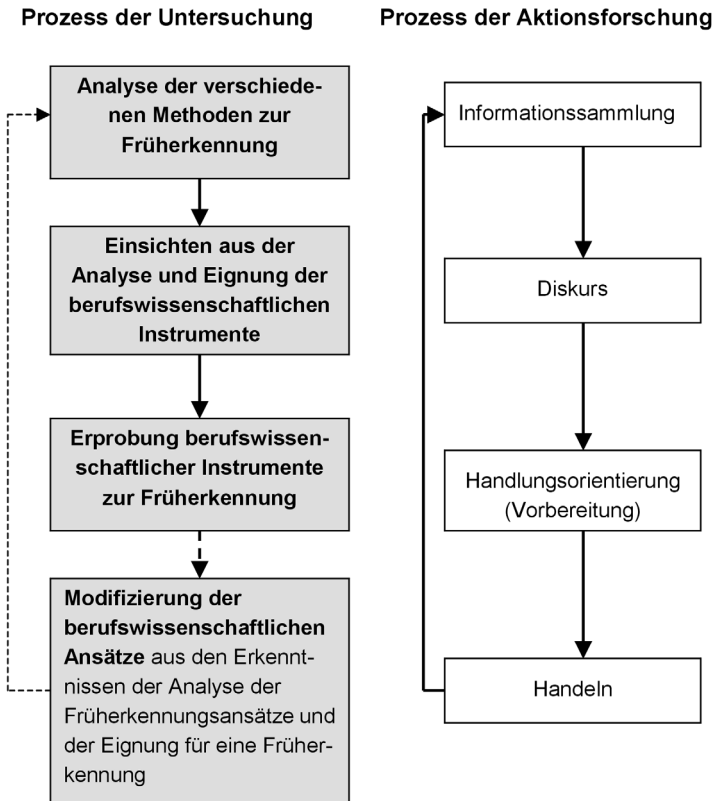 Prozess der Untersuchung
Analyse der verschiede-
nen Methoden zur
Früherkennung
Einsichten aus der
Analyse und Eignung der
berufswissenschaftlichen
Instrumente
Erprobung berufswissen-
schaftlicher Instrumente
zur Früherkennung
Modifizierung der
berufswissenschaftlichen
Ansätze aus den Erkennt-
nissen der Analyse der
Früherkennungsansätze und
der Eignung für eine Früher-
kennung
Prozess der Aktionsforschung
Informationssammlung
Diskurs
Handlungsorientierung
(Vorbereitung)
Handeln